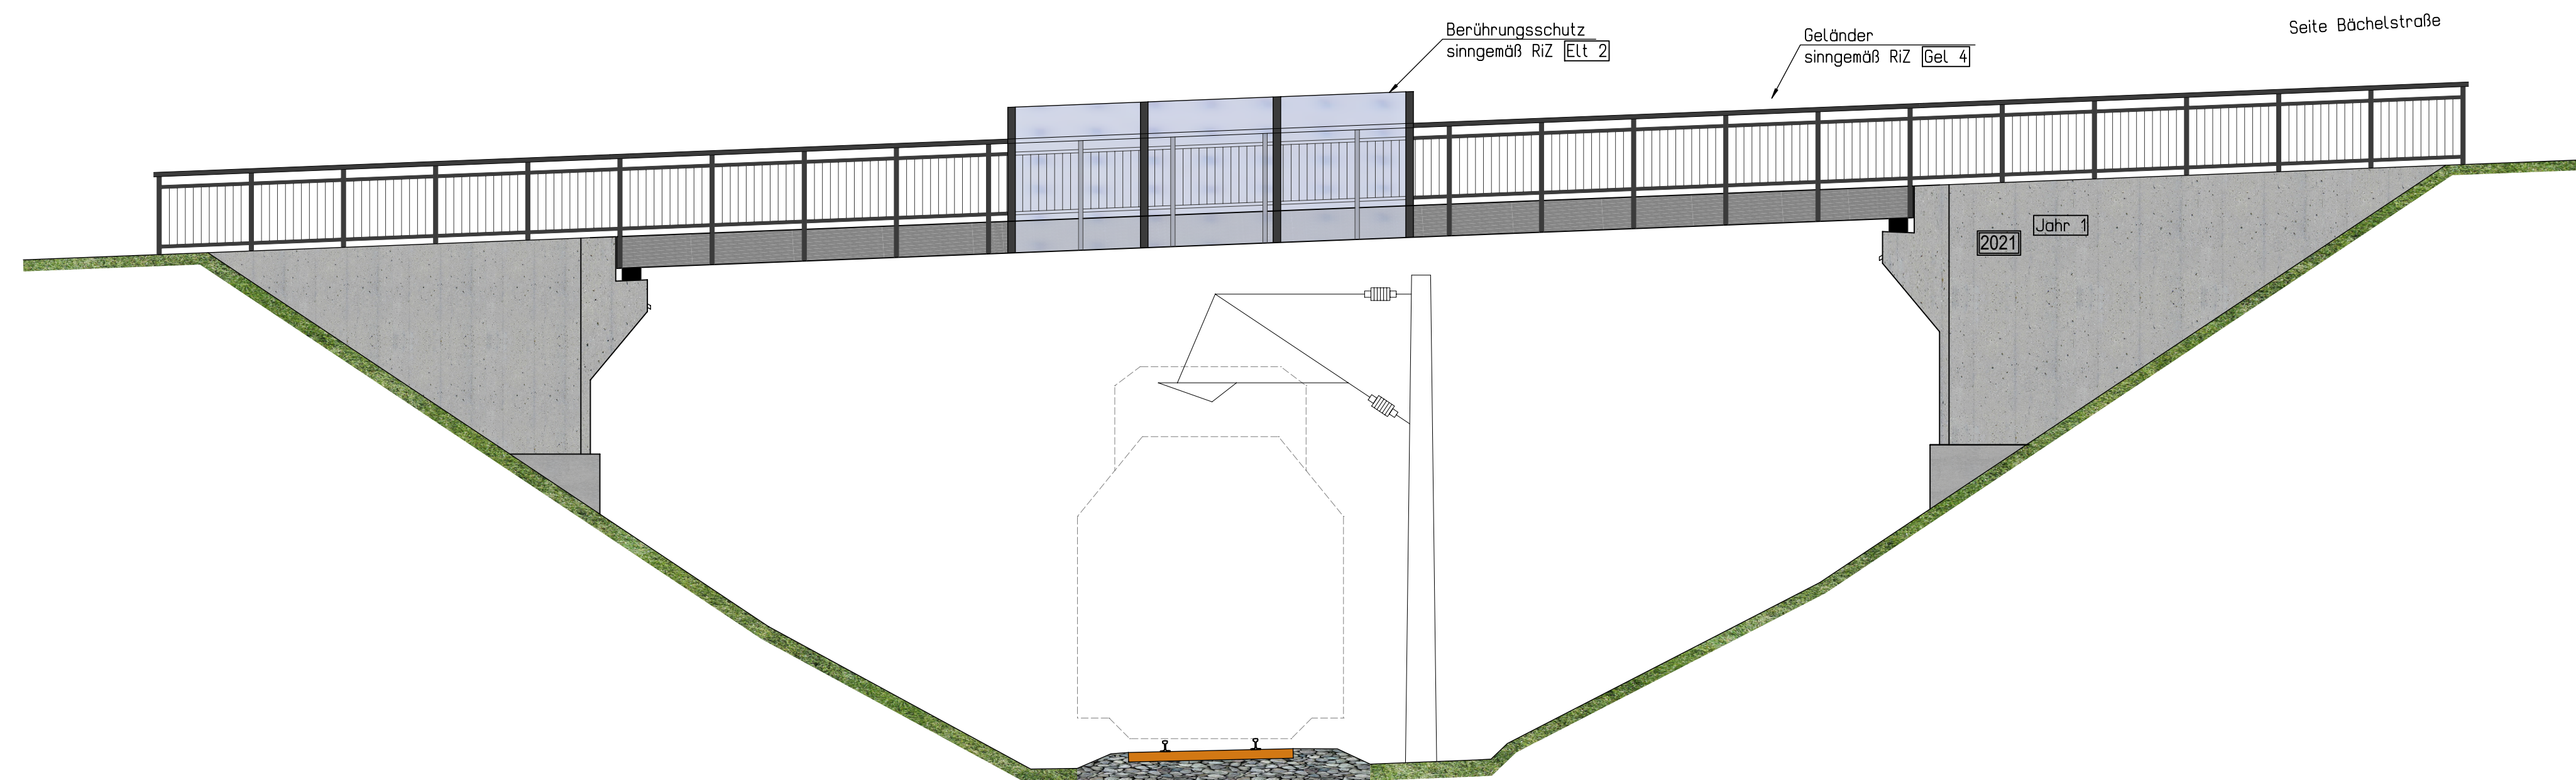 Seite Bächelstraße
Berührungsschutz
sinngemäß RiZ Elt 2
Geländer
sinngemäß RiZ Gel 4
Jahr 1
2021